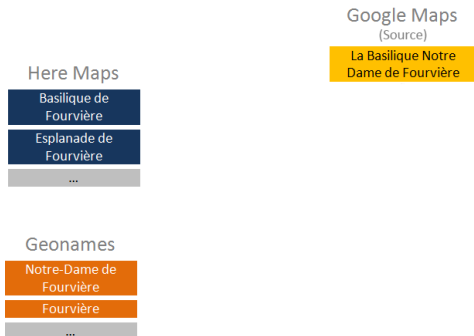 Google Maps
(Source)
La Basilique Notre
Dame de Fourvière
Here Maps
Basilique de
Fourvière
Esplanade de
Fourvière
...
Geonames
Notre-Dame de
Fourvière
Fourvière
...